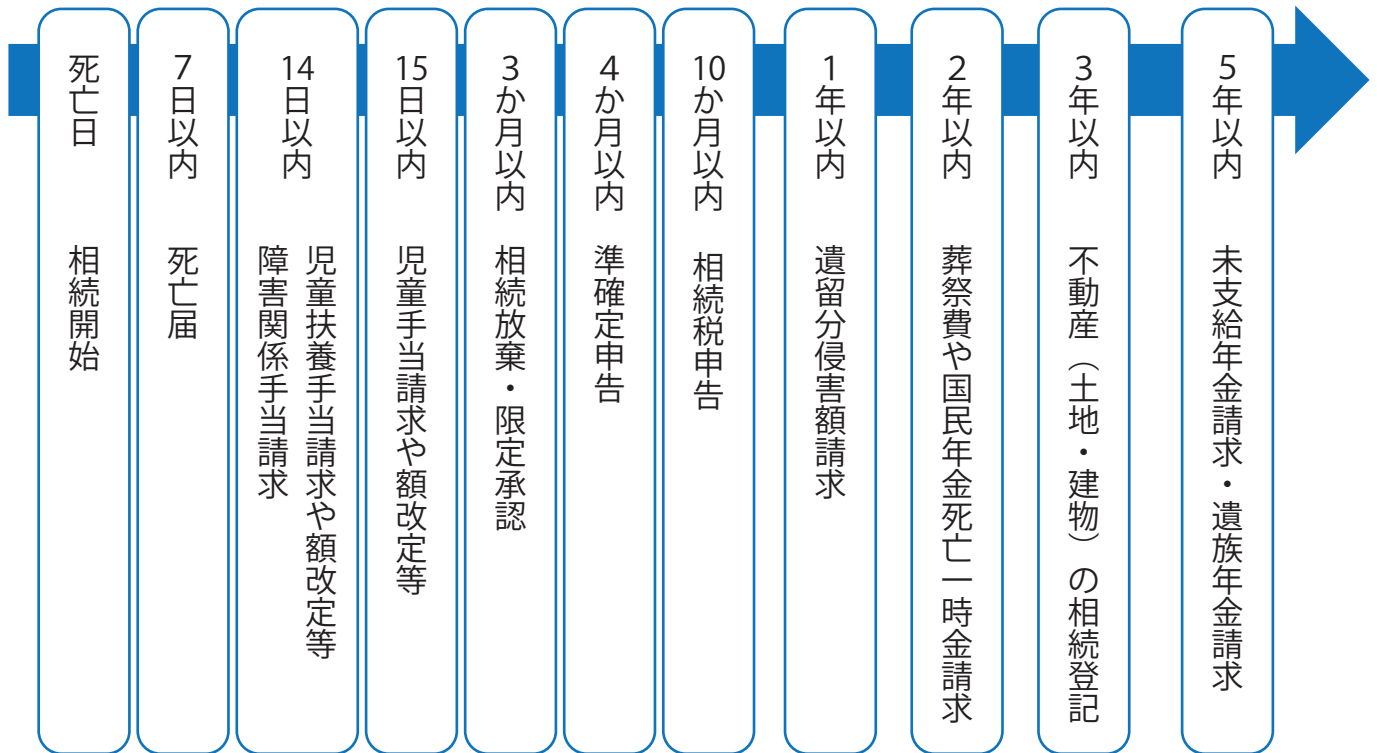 死亡日　相続開始
7日以内　死亡届
14日以内　児童扶養手当請求や額改定等
障害関係手当請求
15日以内　児童手当請求や額改定等
3か月以内　相続放棄・限定承認
4か月以内　準確定申告
10か月以内　相続税申告
1年以内　遺留分侵害額請求
2年以内　葬祭費や国民年金死亡一時金請求
3年以内　不動産（土地・建物）の相続登記
5年以内　未支給年金請求・遺族年金請求